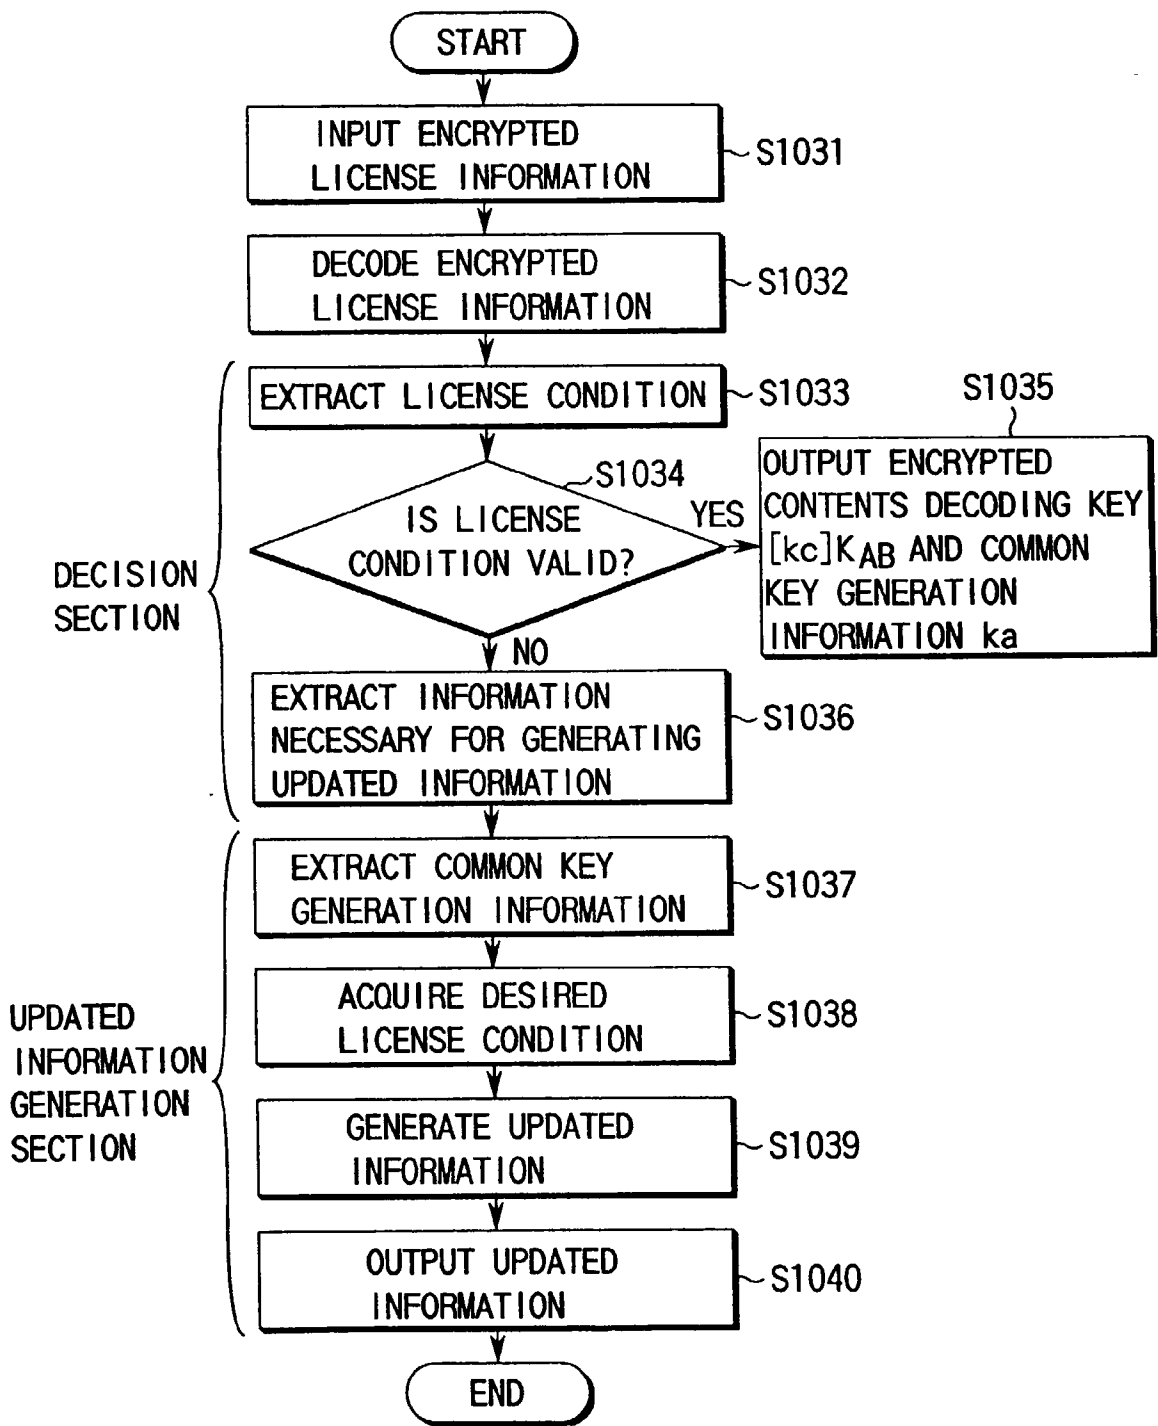 START
INPUT ENCRYPTED
LICENSE INFORMATION
S1031
DECODE ENCRYPTED
LICENSE INFORMATION
S1032
EXTRACT LICENSE CONDITION
S1033
S1034
IS LICENSE
CONDITION VALID?
YES
S1035
OUTPUT ENCRYPTED
CONTENTS DECODING KEY
[kc]KAB AND COMMON
KEY GENERATION
INFORMATION ka
DECISION
SECTION
NO
EXTRACT INFORMATION
NECESSARY FOR GENERATING
UPDATED INFORMATION
S1036
EXTRACT COMMON KEY
GENERATION INFORMATION
S1037
ACQUIRE DESIRED
LICENSE CONDITION
S1038
UPDATED
INFORMATION
GENERATION
SECTION
GENERATE UPDATED
INFORMATION
S1039
OUTPUT UPDATED
INFORMATION
S1040
END